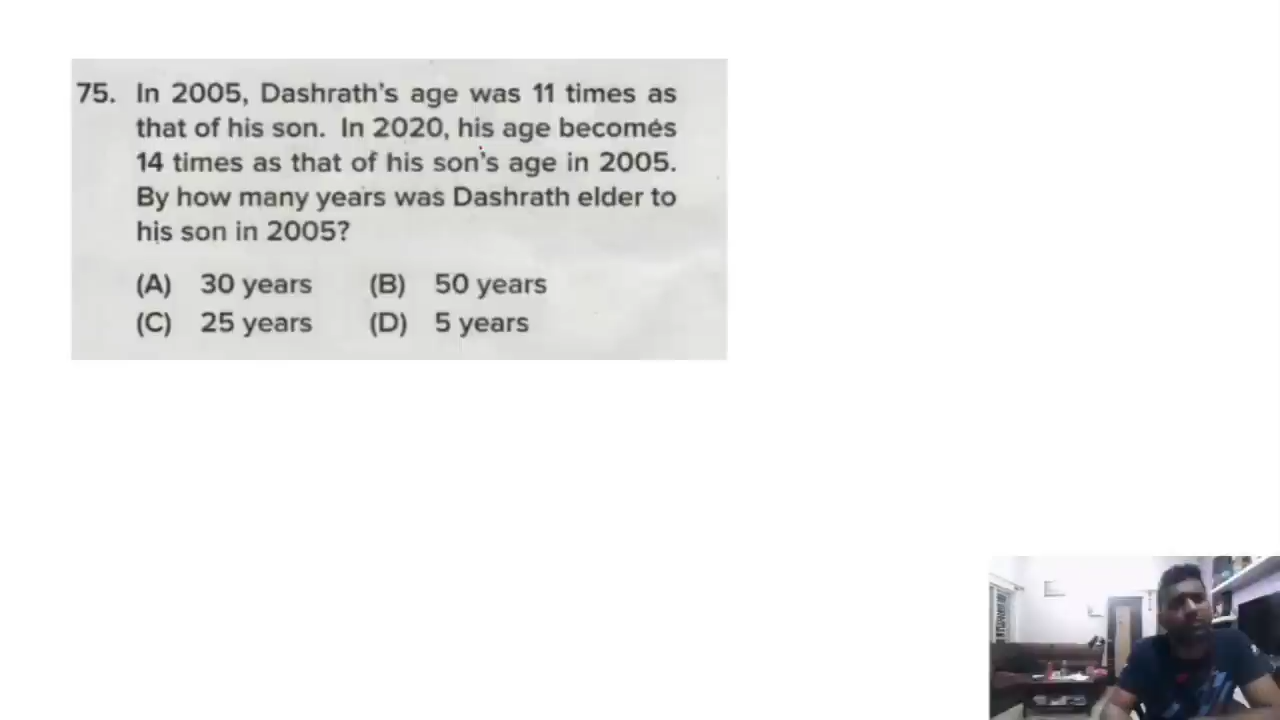 75. In 2005, Dashrath's age was 11 times as
that of his son. In 2020, his age becomes
14 times as that of his son's age in 2005.
By how many years was Dashrath elder to
his son in 2005?
(A) 30 years (B) 50 years
(C) 25 years (D) 5 years